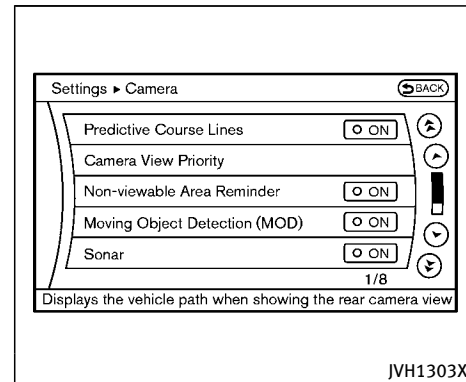 Settings ▸ Camera BACK
Predictive Course Lines ON
Camera View Priority
Non-viewable Area Reminder ON
Moving Object Detection (MOD) ON
Sonar ON
1/8
Displays the vehicle path when showing the rear camera view
JVH1303X